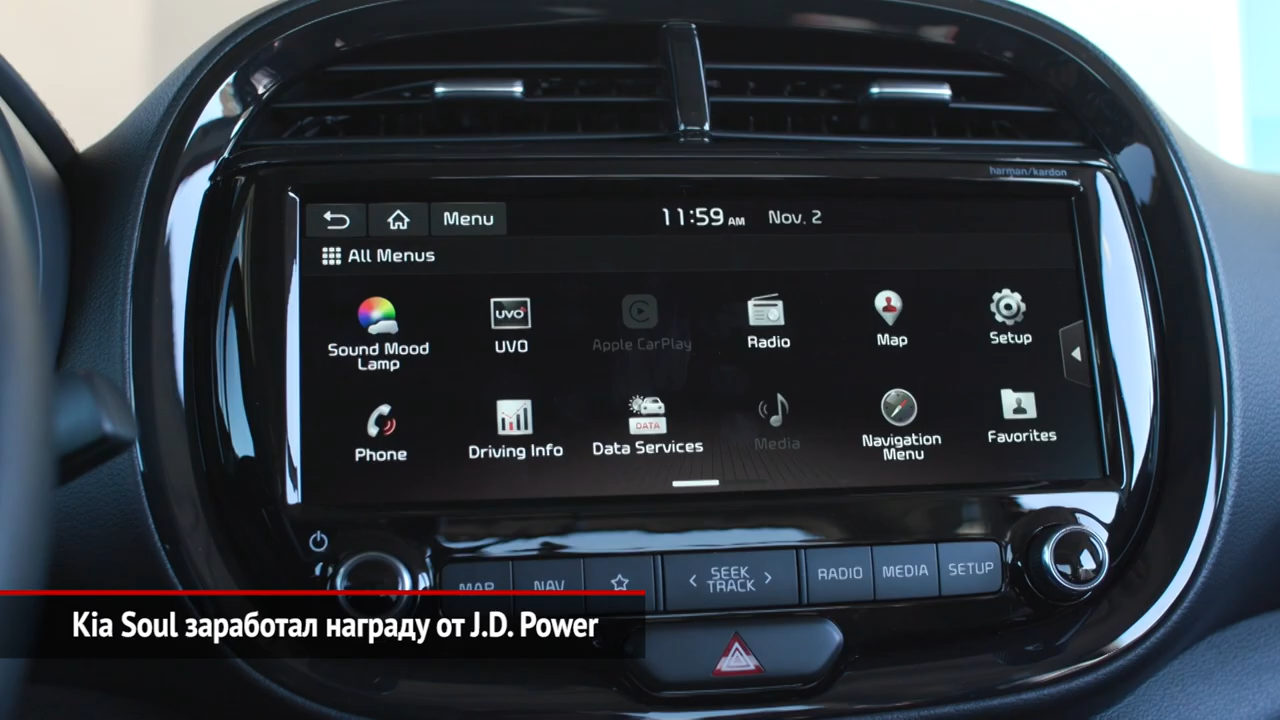 harman/kardon
Menu
11:59 AM Nov. 2
All Menus
Sound Mood
Lamp
UVO
UVO
Apple CarPlay
Radio
Map
Setup
Phone
Driving Info
DATA
Data Services
Media
Navigation
Menu
Favorites
MAP
NAV
SEEK
TRACK
RADIO
MEDIA
SETUP
Kia Soul заработал награду от J.D. Power